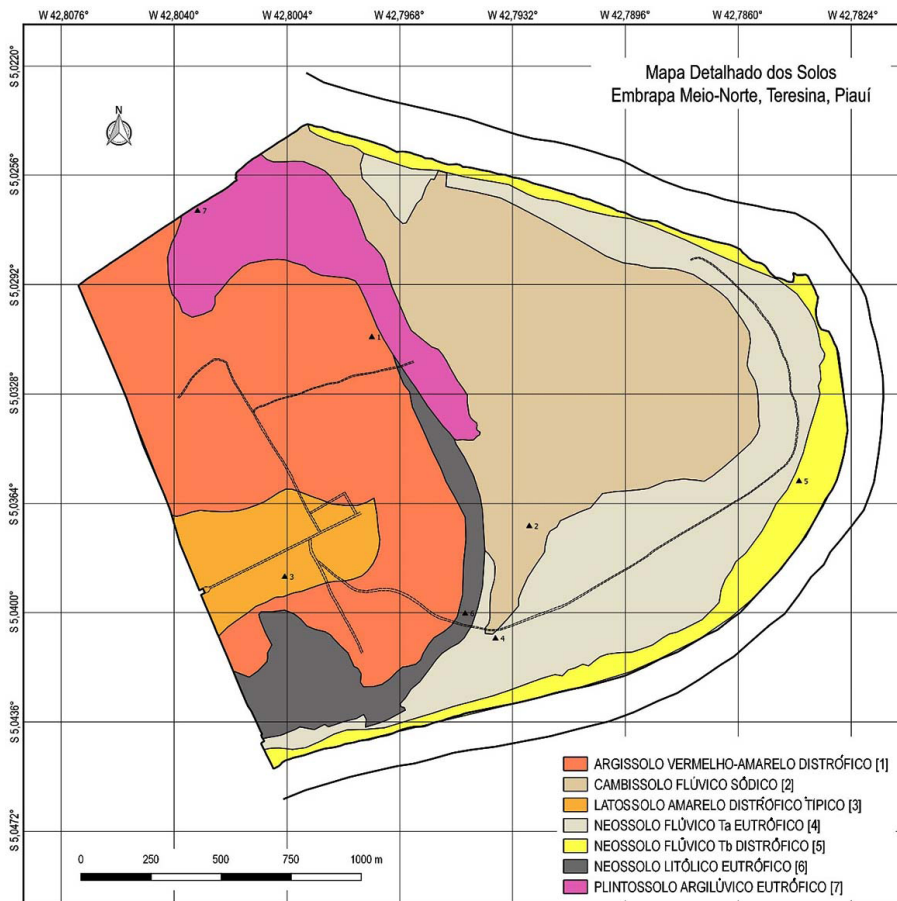 W 42,8076° W 42,8040 W 42,8004 W 42,7968 W 42,7932 W 42,7896 W 42,7860 W 42,7824
S 5,0220°
S 5,0256°
S 5,0292°
S 5,0328°
S 5,0364°
S 5,0400°
S 5,0436°
S 5,0472°
Mapa Detalhado dos Solos
Embrapa Meio-Norte, Teresina, Piauí
N
7
1
5
2
3
6
4
ARGISSOLO VERMELHO-AMARELO DISTRÓFICO [1]
CAMBISSOLO FLÚVICO SÓDICO [2]
LATOSSOLO AMARELO DISTRÓFICO TIPICO [3]
NEOSSOLO FLÚVICO Ta EUTRÓFICO [4]
NEOSSOLO FLÚVICO Tb DISTRÓFICO [5]
NEOSSOLO LITÓLICO EUTRÓFICO [6]
PLINTOSSOLO ARGILÚVICO EUTRÓFICO [7]
0 250 500 750 1000 m